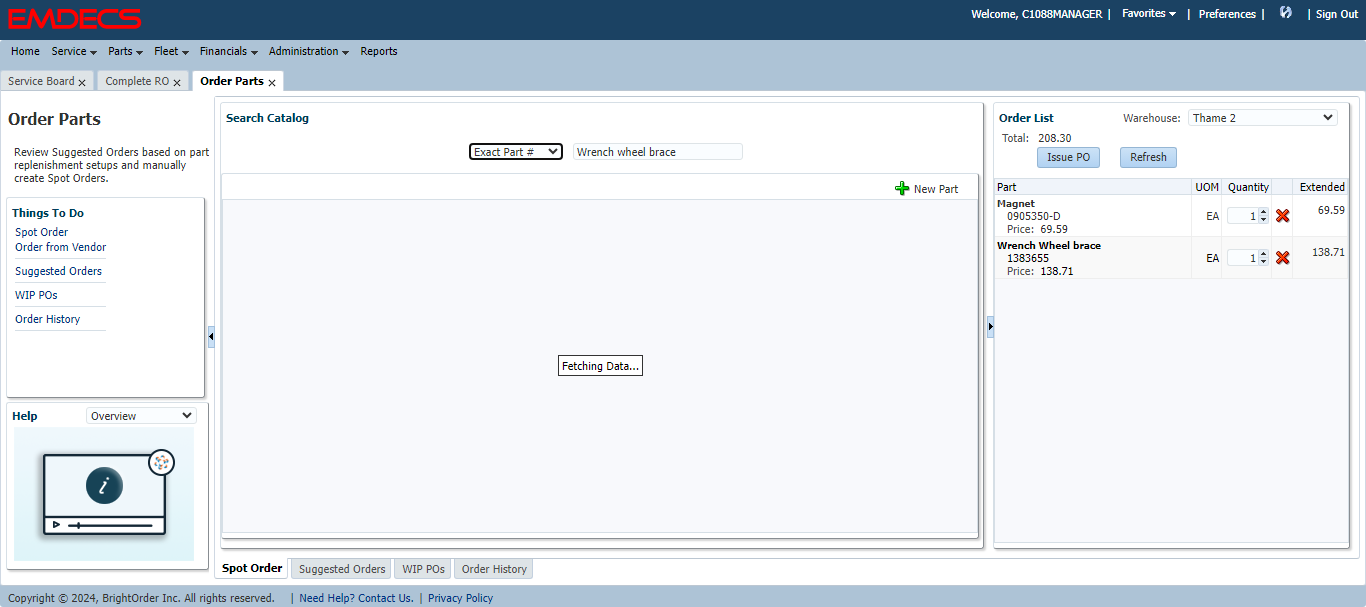 EMDECS
Welcome, C1088MANAGER | Favorites | Preferences | | Sign Out
Home Service Parts Fleet Financials Administration Reports
Service Board x Complete RO x Order Parts x
Order Parts
Review Suggested Orders based on part
replenishment setups and manually
create Spot Orders.
Things To Do
Spot Order
Order from Vendor
Suggested Orders
WIP POs
Order History
Help Overview
i
Search Catalog
Exact Part # Wrench wheel brace
New Part
Fetching Data...
Order List Warehouse: Thame 2
Total: 208.30
Issue PO Refresh
Part UOM Quantity Extended
Magnet
0905350-D EA 1 69.59
Price: 69.59
Wrench Wheel brace
1383655 EA 1 138.71
Price: 138.71
Spot Order Suggested Orders WIP POs Order History
Copyright © 2024, BrightOrder Inc. All rights reserved. | Need Help? Contact Us. | Privacy Policy